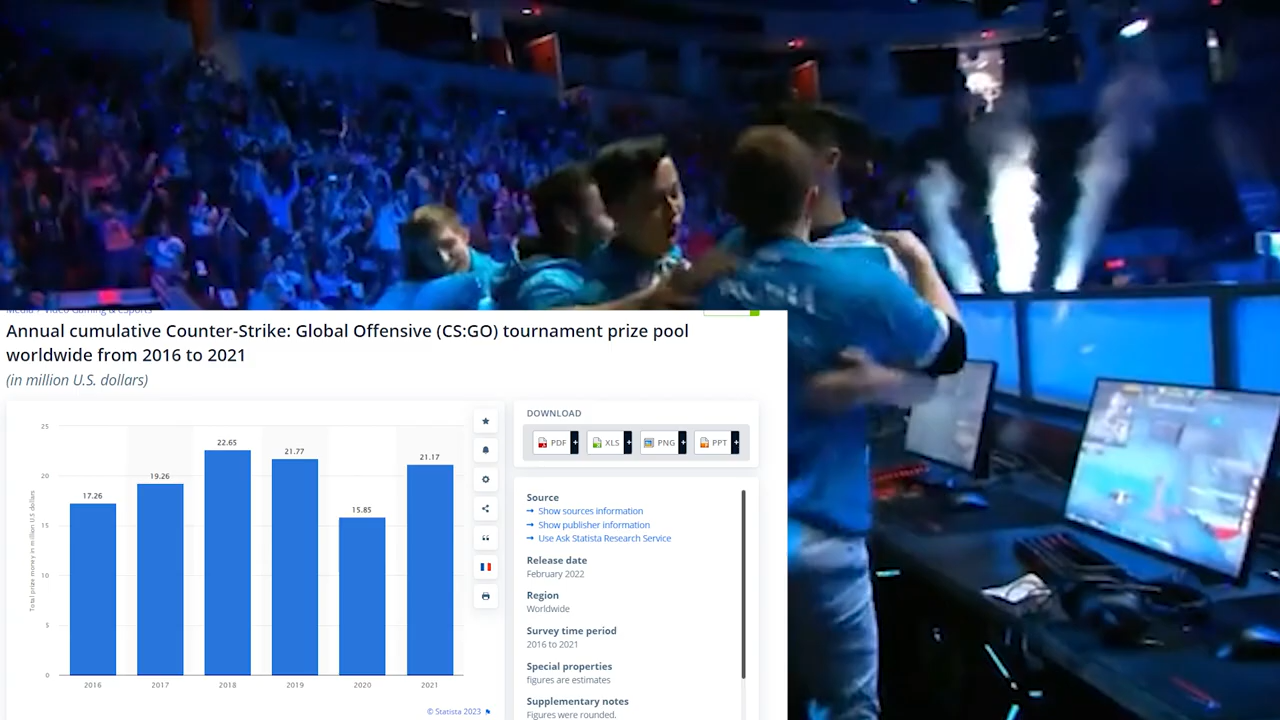 Media › Video Gaming & eSports
Annual cumulative Counter-Strike: Global Offensive (CS:GO) tournament prize pool
worldwide from 2016 to 2021
(in million U.S. dollars)
DOWNLOAD
PDF +
XLS +
PNG +
PPT +
Total prize money in million U.S. dollars
25
20
15
10
5
0
17.26
19.26
22.65
21.77
15.85
21.17
2016
2017
2018
2019
2020
2021
© Statista 2023
Source
→ Show sources information
→ Show publisher information
→ Use Ask Statista Research Service
Release date
February 2022
Region
Worldwide
Survey time period
2016 to 2021
Special properties
figures are estimates
Supplementary notes
Figures were rounded.